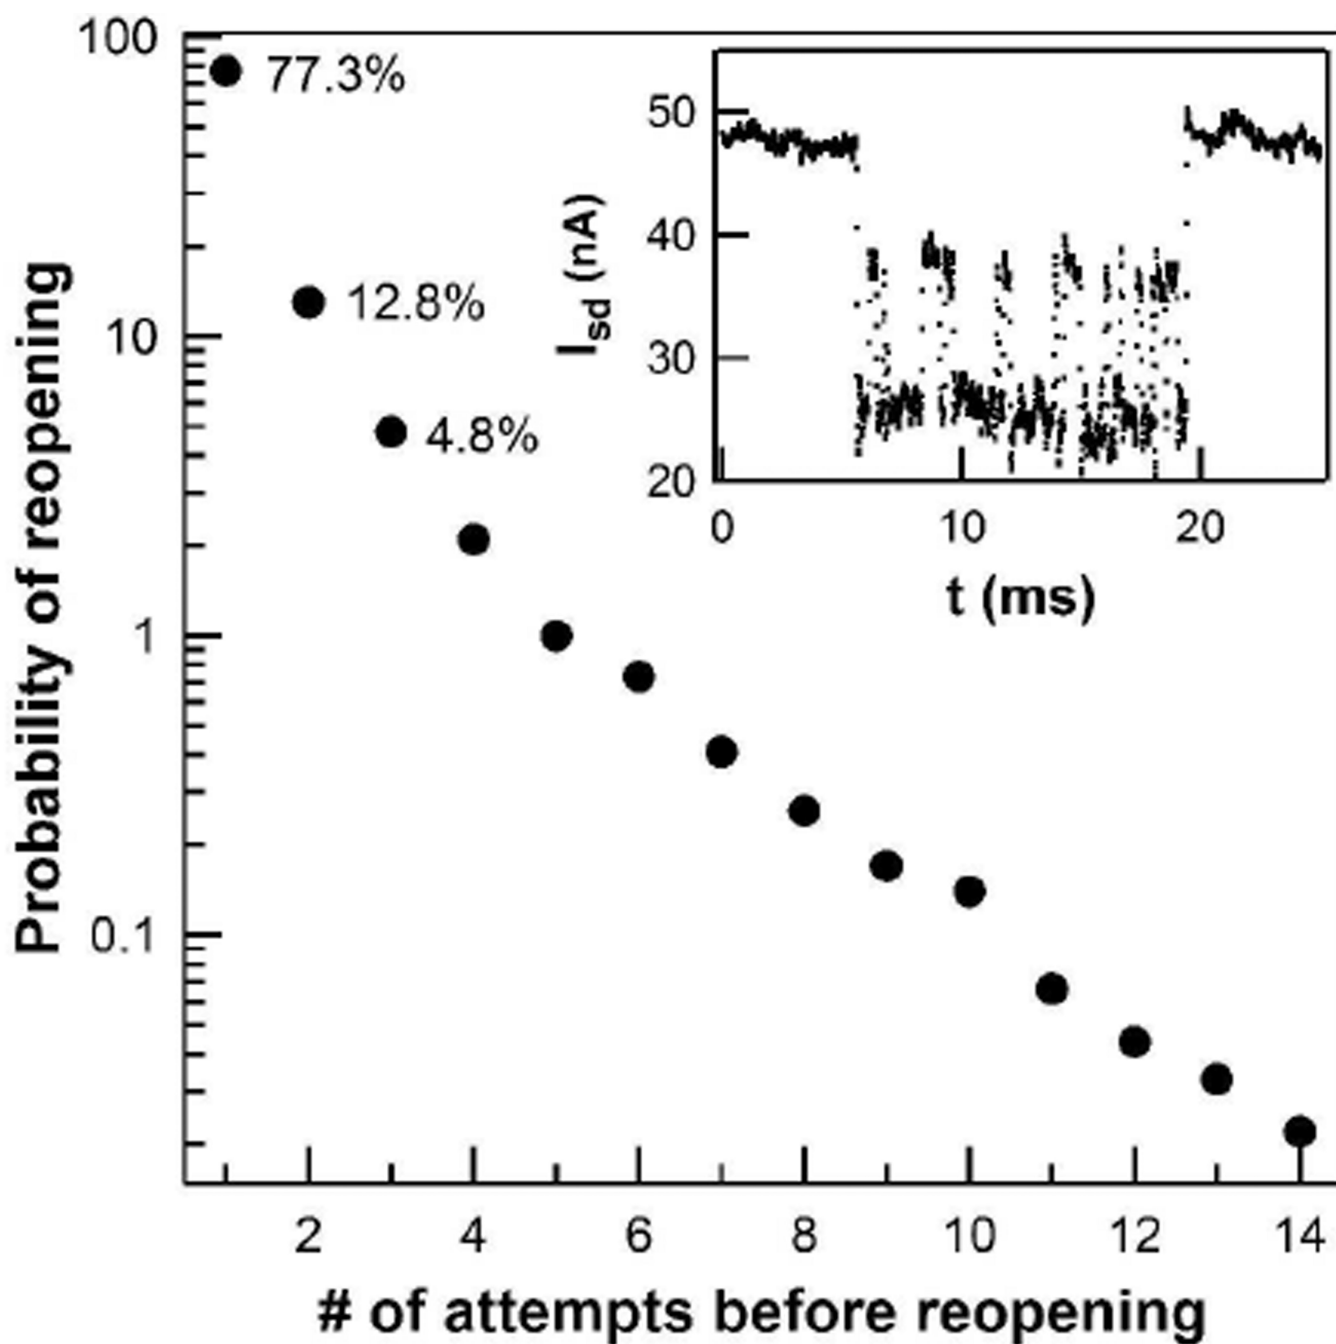 100
77.3%
12.8%
10
4.8%
1
0.1
Probability of reopening
2 4 6 8 10 12 14
# of attempts before reopening
50
40
30
20
I_sd (nA)
0 10 20
t (ms)